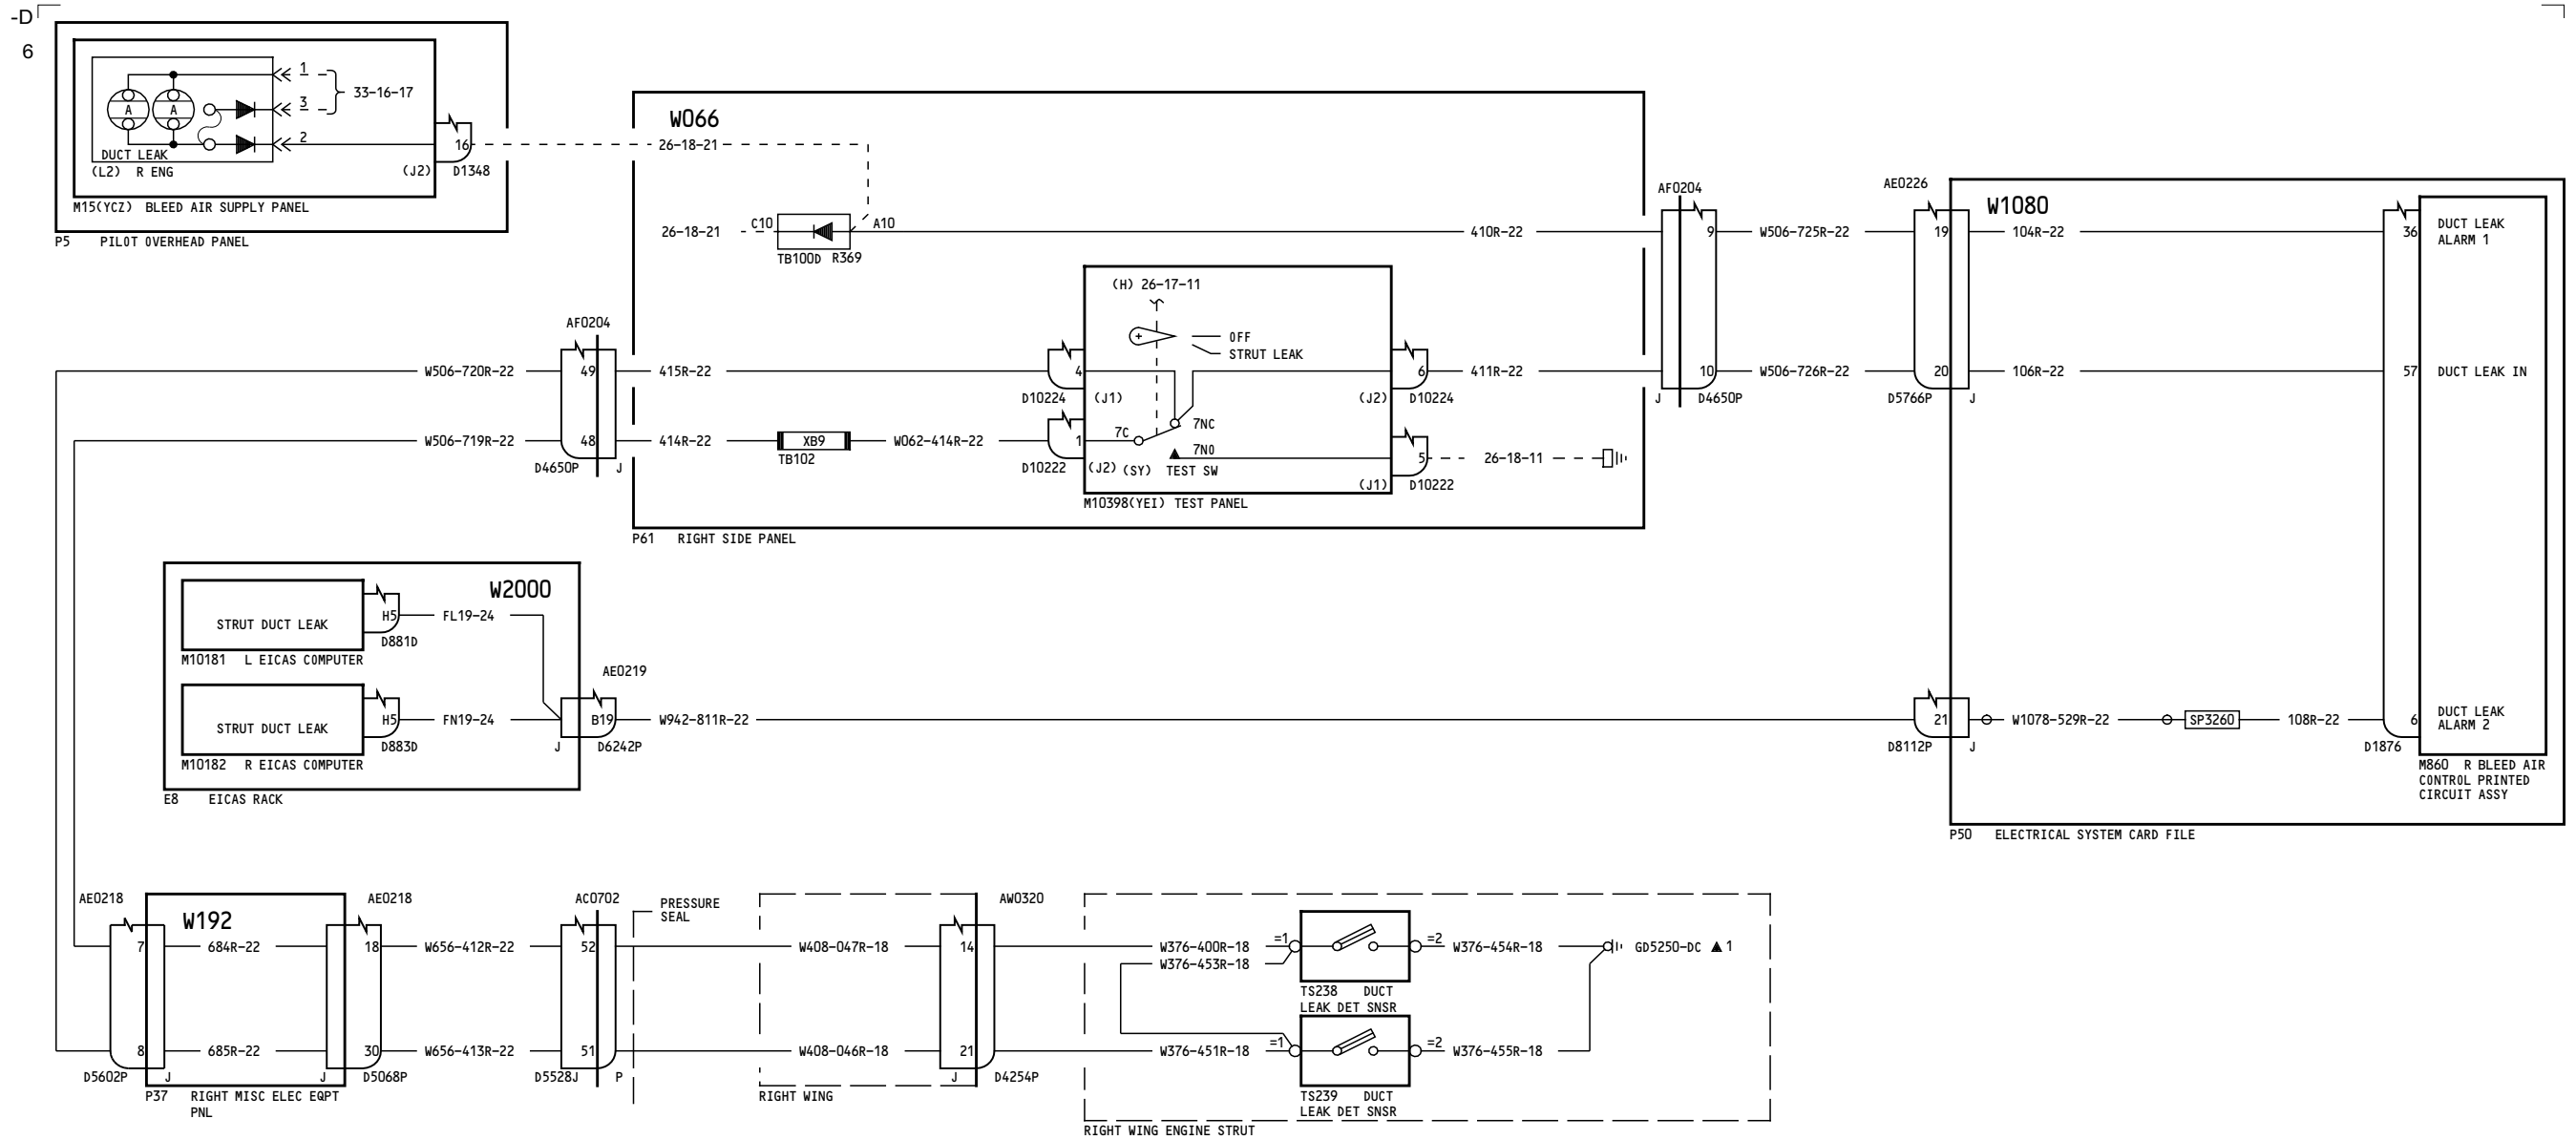 -D
6
1
3
33-16-17
2
A
A
DUCT LEAK
(L2) R ENG
(J2)
16
D1348
M15(YCZ) BLEED AIR SUPPLY PANEL
P5 PILOT OVERHEAD PANEL
W066
26-18-21
26-18-21
C10
A10
TB100D R369
410R-22
AF0204
9
W506-725R-22
AE0226
19
W1080
104R-22
36
DUCT LEAK
ALARM 1
(H) 26-17-11
OFF
STRUT LEAK
AF0204
W506-720R-22
49
415R-22
4
6
411R-22
10
W506-726R-22
20
106R-22
57
DUCT LEAK IN
D10224
(J1)
(J2)
D10224
J
D4650P
D5766P
J
W506-719R-22
48
414R-22
XB9
TB102
W062-414R-22
1
7C
7NC
7NO
D4650P
J
D10222
(J2)
(SY) TEST SW
5
26-18-11
(J1)
D10222
M10398(YEI) TEST PANEL
P61 RIGHT SIDE PANEL
W2000
STRUT DUCT LEAK
H5
FL19-24
D881D
M10181 L EICAS COMPUTER
AE0219
STRUT DUCT LEAK
H5
FN19-24
B19
W942-811R-22
D883D
J
D6242P
M10182 R EICAS COMPUTER
E8 EICAS RACK
21
W1078-529R-22
SP3260
108R-22
6
DUCT LEAK
ALARM 2
D8112P
J
D1876
M860 R BLEED AIR
CONTROL PRINTED
CIRCUIT ASSY
P50 ELECTRICAL SYSTEM CARD FILE
AE0218
W192
AE0218
AC0702
PRESSURE
SEAL
AW0320
7
684R-22
18
W656-412R-22
52
W408-047R-18
14
W376-400R-18
=1
=2
W376-454R-18
GD5250-DC ▲ 1
W376-453R-18
TS238 DUCT
LEAK DET SNSR
8
685R-22
30
W656-413R-22
51
W408-046R-18
21
W376-451R-18
=1
=2
W376-455R-18
D5602P
J
J
D5068P
D5528J
P
J
D4254P
P37 RIGHT MISC ELEC EQPT
PNL
RIGHT WING
TS239 DUCT
LEAK DET SNSR
RIGHT WING ENGINE STRUT